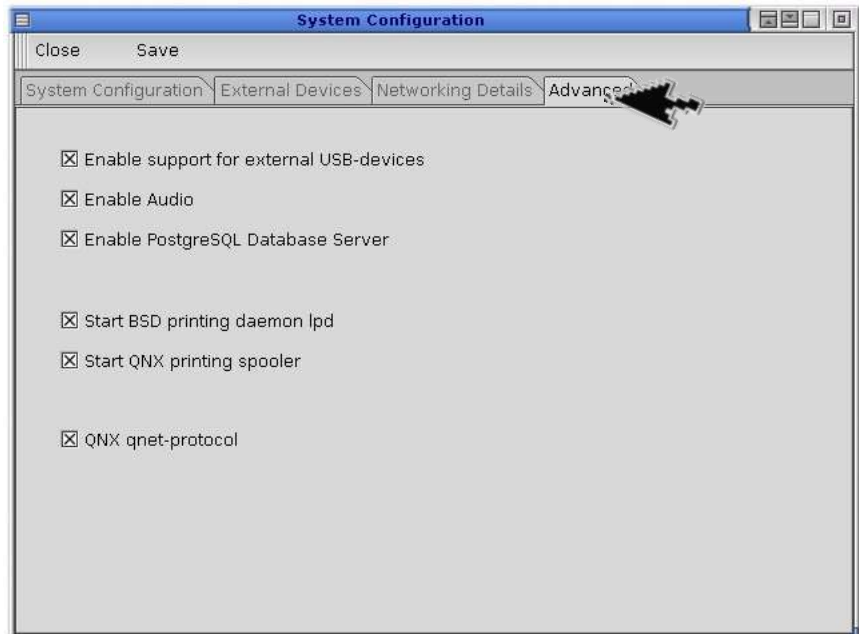 System Configuration
Close Save
System Configuration External Devices Networking Details Advanced
Enable support for external USB-devices
Enable Audio
Enable PostgreSQL Database Server
Start BSD printing daemon lpd
Start QNX printing spooler
QNX qnet-protocol